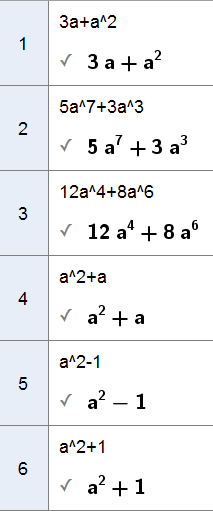 1
3a+a^2
✓ 3 a + a²
2
5a^7+3a^3
✓ 5 a⁷ + 3 a³
3
12a^4+8a^6
✓ 12 a⁴ + 8 a⁶
4
a^2+a
✓ a² + a
5
a^2-1
✓ a² − 1
6
a^2+1
✓ a² + 1